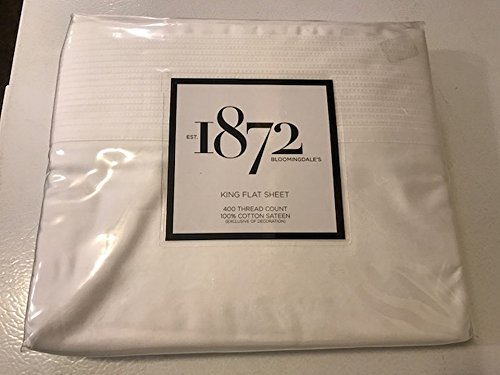 EST. 1872
BLOOMINGDALE'S
KING FLAT SHEET
400 THREAD COUNT
100% COTTON SATEEN
(EXCLUSIVE OF DECORATION)